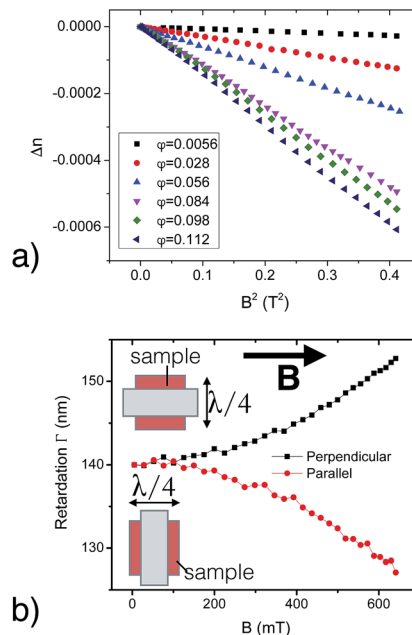 0.0000
-0.0002
-0.0004
-0.0006
Δn
φ=0.0056
φ=0.028
φ=0.056
φ=0.084
φ=0.098
φ=0.112
0.0 0.1 0.2 0.3 0.4
B² (T²)
a)
sample
B
λ/4
150
140
130
Retardation Γ (nm)
Perpendicular
Parallel
λ/4
sample
0 200 400 600
B (mT)
b)